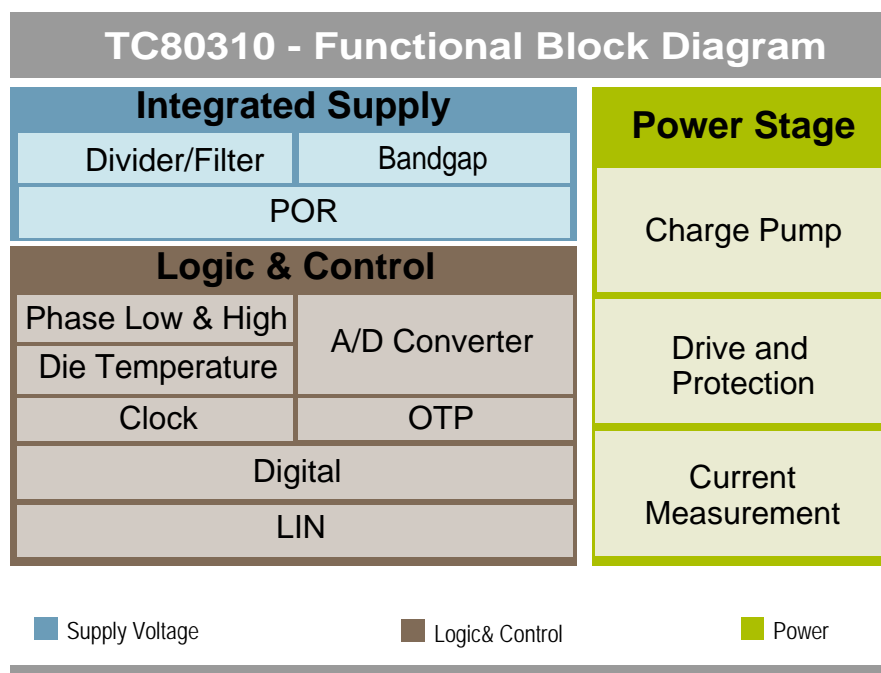 TC80310 - Functional Block Diagram
Integrated Supply
Divider/Filter
Bandgap
POR
Logic & Control
Phase Low & High
A/D Converter
Die Temperature
Clock
OTP
Digital
LIN
Power Stage
Charge Pump
Drive and
Protection
Current
Measurement
Supply Voltage
Logic& Control
Power